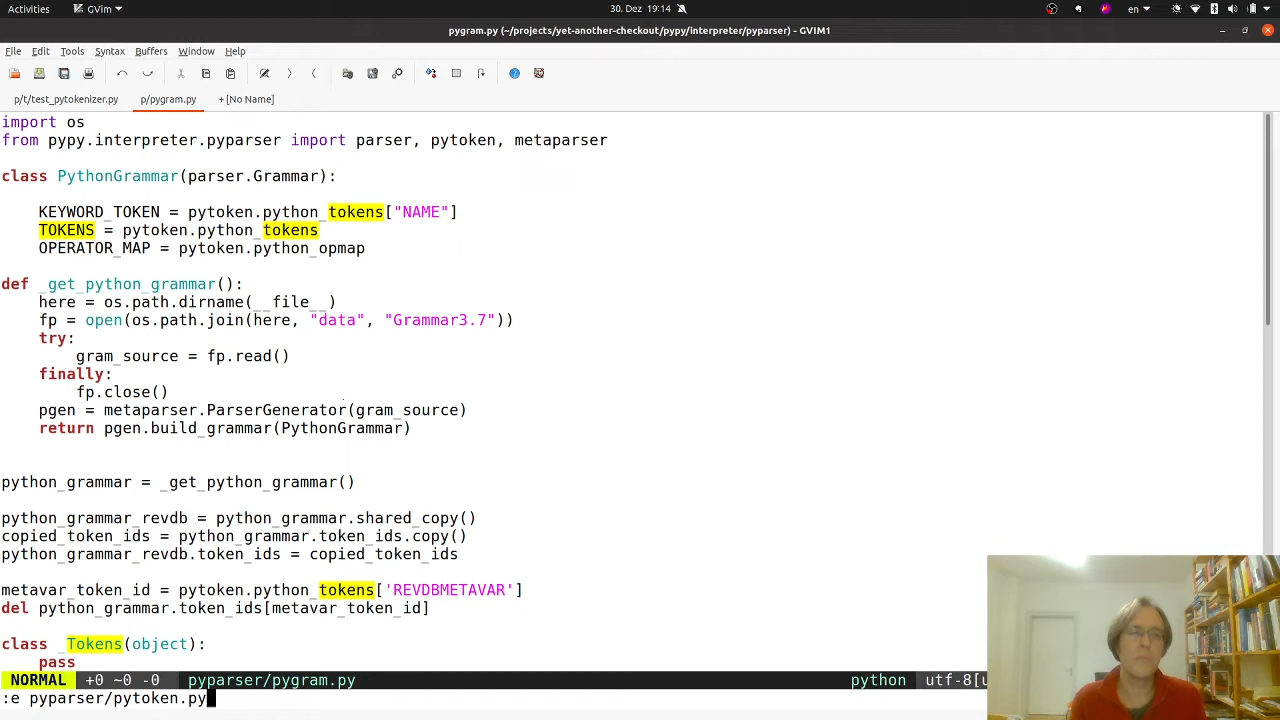 Activities GVim 30. Dez 19:14 en
pygram.py (~/projects/yet-another-checkout/pypy/interpreter/pyparser) - GVIM1
File Edit Tools Syntax Buffers Window Help
p/t/test_pytokenizer.py p/pygram.py + [No Name]
import os
from pypy.interpreter.pyparser import parser, pytoken, metaparser
class PythonGrammar(parser.Grammar):
KEYWORD_TOKEN = pytoken.python_tokens["NAME"]
TOKENS = pytoken.python_tokens
OPERATOR_MAP = pytoken.python_opmap
def _get_python_grammar():
here = os.path.dirname(__file__)
fp = open(os.path.join(here, "data", "Grammar3.7"))
try:
gram_source = fp.read()
finally:
fp.close()
pgen = metaparser.ParserGenerator(gram_source)
return pgen.build_grammar(PythonGrammar)
python_grammar = _get_python_grammar()
python_grammar_revdb = python_grammar.shared_copy()
copied_token_ids = python_grammar.token_ids.copy()
python_grammar_revdb.token_ids = copied_token_ids
metavar_token_id = pytoken.python_tokens['REVDBMETAVAR']
del python_grammar.token_ids[metavar_token_id]
class _Tokens(object):
pass
NORMAL +0 ~0 -0 pyparser/pygram.py python utf-8[u
:e pyparser/pytoken.py